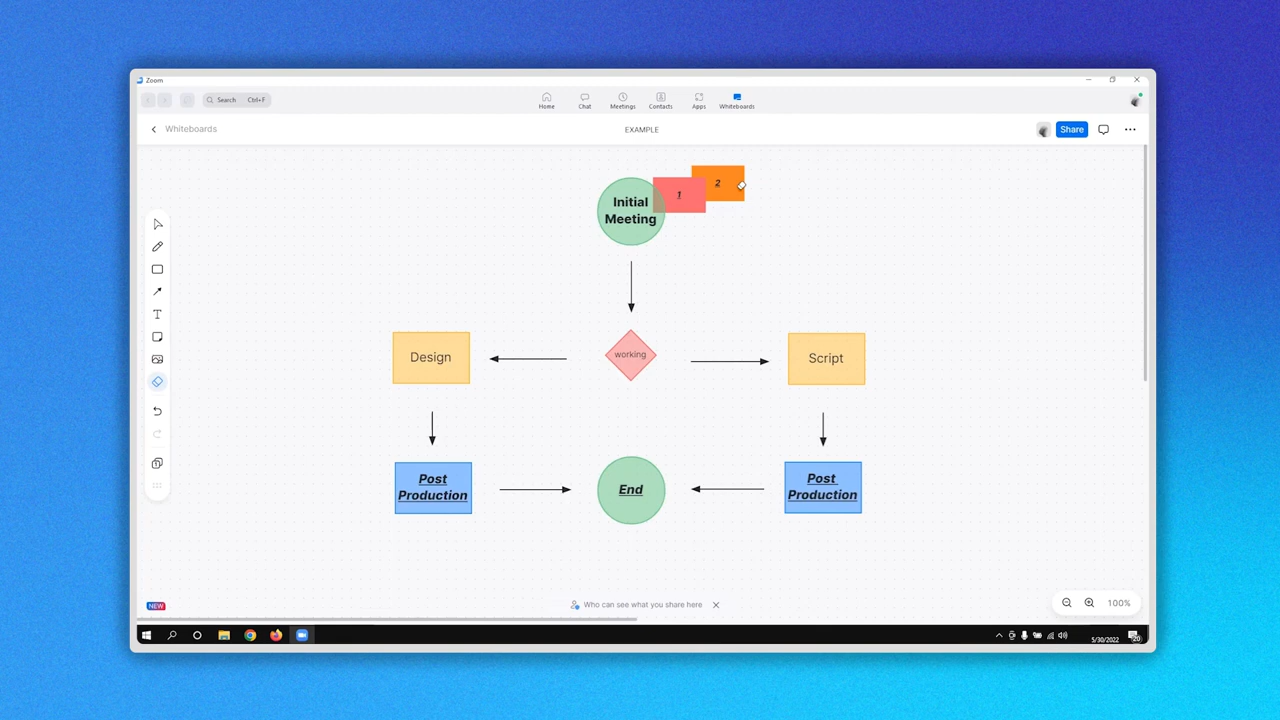 Zoom
Search Ctrl+F
Home
Chat
Meetings
Contacts
Apps
Whiteboards
Whiteboards
EXAMPLE
Share
2
1
Initial
Meeting
Design
working
Script
Post
Production
End
Post
Production
T
NEW
Who can see what you share here
100%
5/30/2022
20